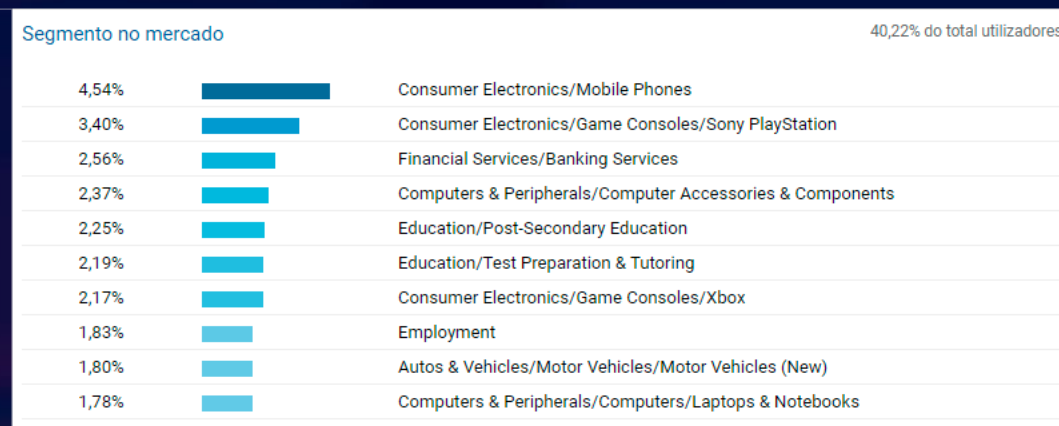 Segmento no mercado 40,22% do total utilizadores
4,54% Consumer Electronics/Mobile Phones
3,40% Consumer Electronics/Game Consoles/Sony PlayStation
2,56% Financial Services/Banking Services
2,37% Computers & Peripherals/Computer Accessories & Components
2,25% Education/Post-Secondary Education
2,19% Education/Test Preparation & Tutoring
2,17% Consumer Electronics/Game Consoles/Xbox
1,83% Employment
1,80% Autos & Vehicles/Motor Vehicles/Motor Vehicles (New)
1,78% Computers & Peripherals/Computers/Laptops & Notebooks